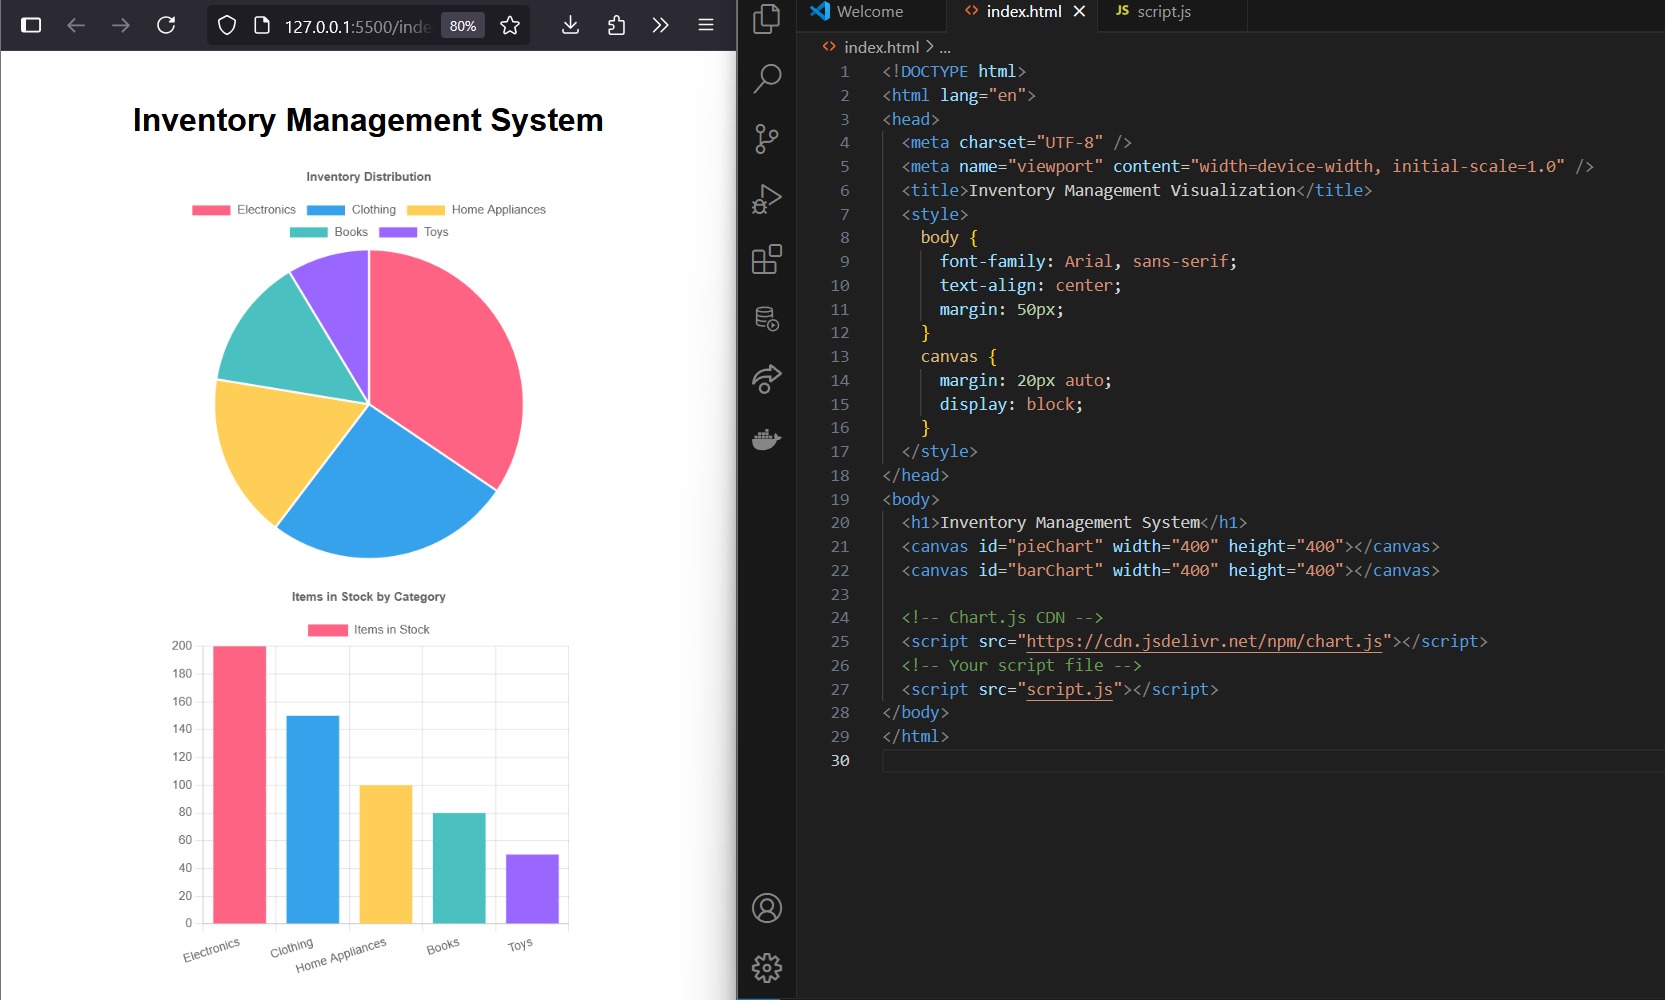 127.0.0.1:5500/inde
80%
Inventory Management System
Inventory Distribution
Electronics Clothing Home Appliances
Books Toys
Items in Stock by Category
Items in Stock
200
180
160
140
120
100
80
60
40
20
0
Electronics Clothing Home Appliances Books Toys
Welcome <> index.html JS script.js
<> index.html > ...
1 <!DOCTYPE html>
2 <html lang="en">
3 <head>
4 <meta charset="UTF-8" />
5 <meta name="viewport" content="width=device-width, initial-scale=1.0" />
6 <title>Inventory Management Visualization</title>
7 <style>
8 body {
9 font-family: Arial, sans-serif;
10 text-align: center;
11 margin: 50px;
12 }
13 canvas {
14 margin: 20px auto;
15 display: block;
16 }
17 </style>
18 </head>
19 <body>
20 <h1>Inventory Management System</h1>
21 <canvas id="pieChart" width="400" height="400"></canvas>
22 <canvas id="barChart" width="400" height="400"></canvas>
23
24 <!-- Chart.js CDN -->
25 <script src="https://cdn.jsdelivr.net/npm/chart.js"></script>
26 <!-- Your script file -->
27 <script src="script.js"></script>
28 </body>
29 </html>
30